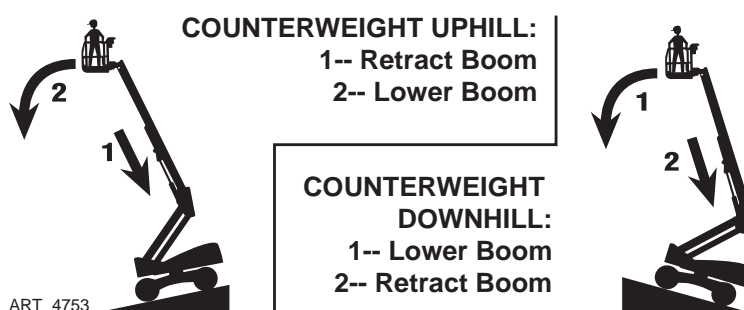 COUNTERWEIGHT UPHILL:
1-- Retract Boom
2-- Lower Boom
2
1
COUNTERWEIGHT
DOWNHILL:
1-- Lower Boom
2-- Retract Boom
1
2
ART_4753